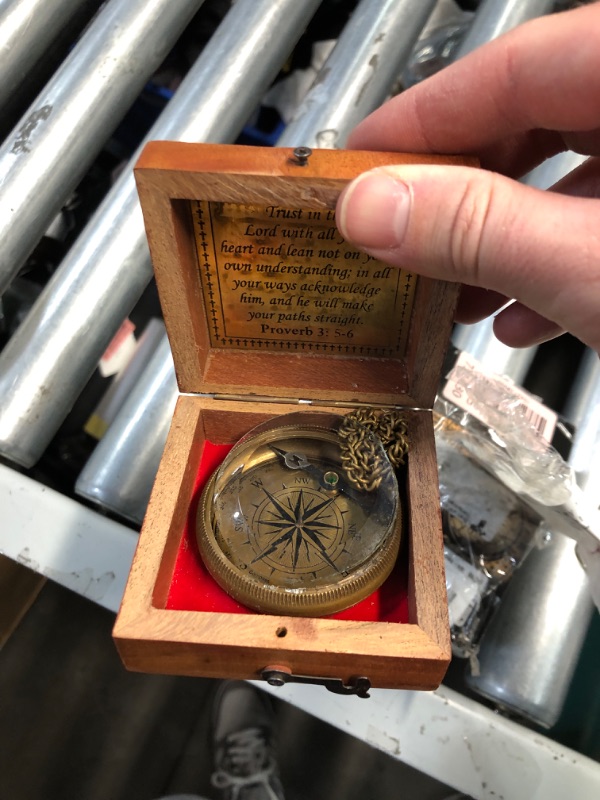 Trust in
Lord with all
heart and lean not on
own understanding; in all
your ways acknowledge
him, and he will make
your paths straight.
Proverb 3: 5-6
W
NW